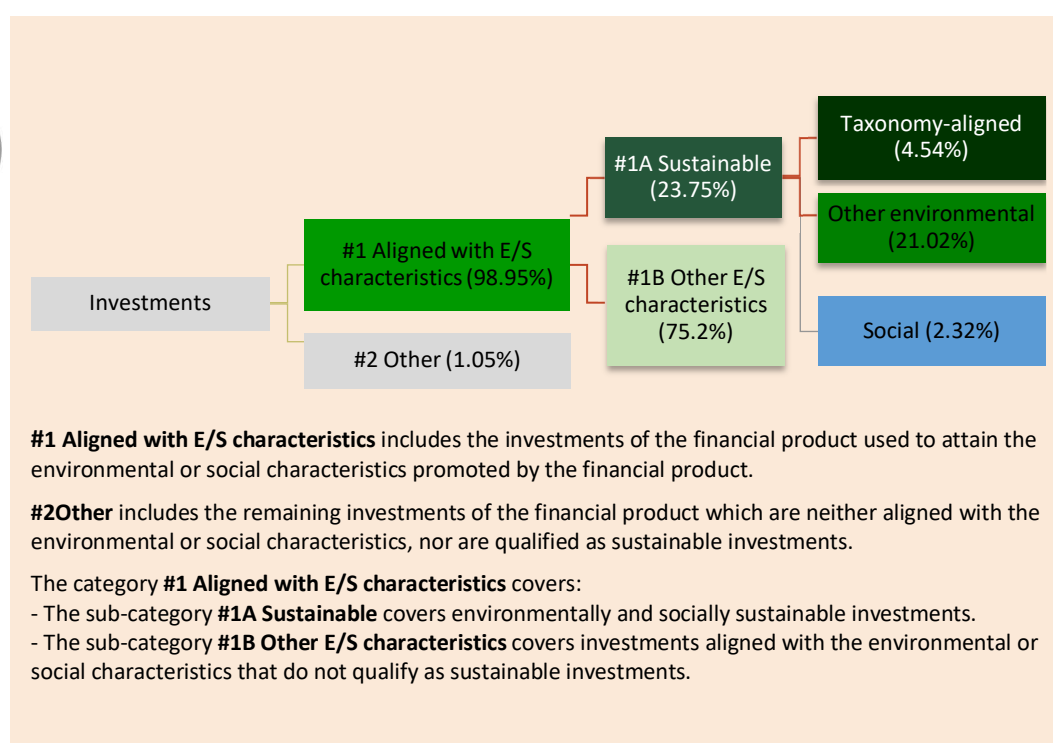 Taxonomy-aligned
(4.54%)
#1A Sustainable
(23.75%)
Other environmental
(21.02%)
#1 Aligned with E/S
characteristics (98.95%)
#1B Other E/S
characteristics
(75.2%)
Investments
Social (2.32%)
#2 Other (1.05%)
#1 Aligned with E/S characteristics includes the investments of the financial product used to attain the
environmental or social characteristics promoted by the financial product.
#2Other includes the remaining investments of the financial product which are neither aligned with the
environmental or social characteristics, nor are qualified as sustainable investments.
The category #1 Aligned with E/S characteristics covers:
- The sub-category #1A Sustainable covers environmentally and socially sustainable investments.
- The sub-category #1B Other E/S characteristics covers investments aligned with the environmental or
social characteristics that do not qualify as sustainable investments.